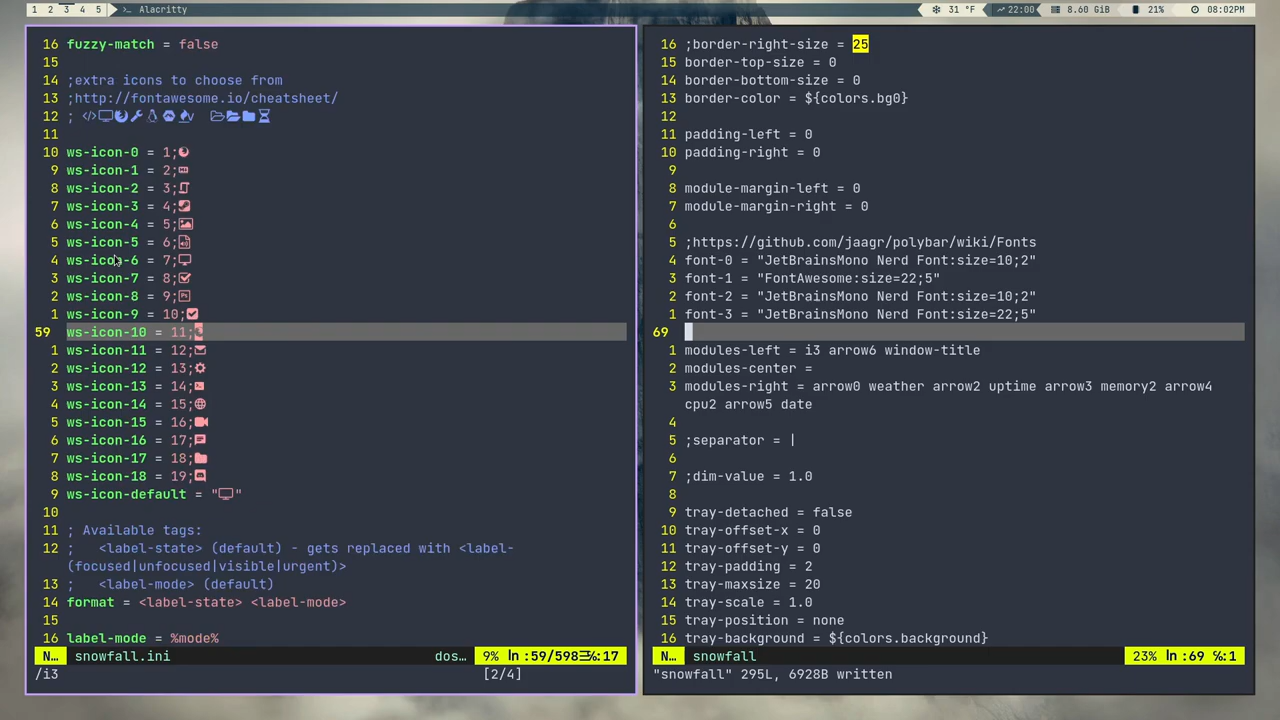 1 2 3 4 5 Alacritty 31 °F 22:00 8.60 GiB 21% 08:02PM
16 fuzzy-match = false
15
14 ;extra icons to choose from
13 ;http://fontawesome.io/cheatsheet/
12 ;
11
10 ws-icon-0 = 1;
9 ws-icon-1 = 2;
8 ws-icon-2 = 3;
7 ws-icon-3 = 4;
6 ws-icon-4 = 5;
5 ws-icon-5 = 6;
4 ws-icon-6 = 7;
3 ws-icon-7 = 8;
2 ws-icon-8 = 9;
1 ws-icon-9 = 10;
59 ws-icon-10 = 11;
1 ws-icon-11 = 12;
2 ws-icon-12 = 13;
3 ws-icon-13 = 14;
4 ws-icon-14 = 15;
5 ws-icon-15 = 16;
6 ws-icon-16 = 17;
7 ws-icon-17 = 18;
8 ws-icon-18 = 19;
9 ws-icon-default = " "
10
11 ; Available tags:
12 ;   <label-state> (default) - gets replaced with <label-
(focused|unfocused|visible|urgent)>
13 ;   <label-mode> (default)
14 format = <label-state> <label-mode>
15
16 label-mode = %mode%
N… snowfall.ini dos… 9% ln :59/598☰℅:17
/i3 [2/4]
16 ;border-right-size = 25
15 border-top-size = 0
14 border-bottom-size = 0
13 border-color = ${colors.bg0}
12
11 padding-left = 0
10 padding-right = 0
9
8 module-margin-left = 0
7 module-margin-right = 0
6
5 ;https://github.com/jaagr/polybar/wiki/Fonts
4 font-0 = "JetBrainsMono Nerd Font:size=10;2"
3 font-1 = "FontAwesome:size=22;5"
2 font-2 = "JetBrainsMono Nerd Font:size=10;2"
1 font-3 = "JetBrainsMono Nerd Font:size=22;5"
69
1 modules-left = i3 arrow6 window-title
2 modules-center =
3 modules-right = arrow0 weather arrow2 uptime arrow3 memory2 arrow4
cpu2 arrow5 date
4
5 ;separator = |
6
7 ;dim-value = 1.0
8
9 tray-detached = false
10 tray-offset-x = 0
11 tray-offset-y = 0
12 tray-padding = 2
13 tray-maxsize = 20
14 tray-scale = 1.0
15 tray-position = none
16 tray-background = ${colors.background}
N… snowfall 23% ln :69 ℅:1
"snowfall" 295L, 6928B written